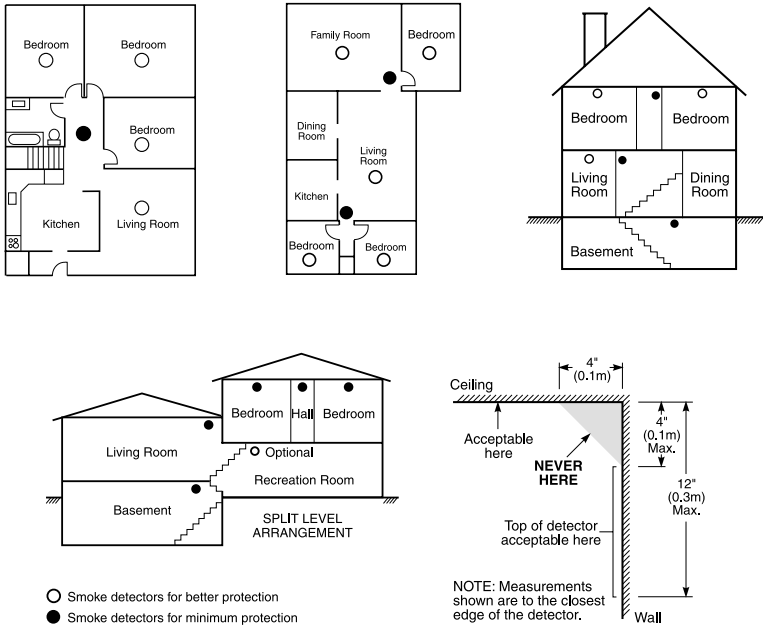 Bedroom
Bedroom
Bedroom
Kitchen
Living Room
Family Room
Bedroom
Dining
Room
Living
Room
Kitchen
Bedroom
Bedroom
Bedroom
Bedroom
Living
Room
Dining
Room
Basement
Bedroom
Hall
Bedroom
Living Room
Optional
Recreation Room
Basement
SPLIT LEVEL
ARRANGEMENT
Smoke detectors for better protection
Smoke detectors for minimum protection
4"
(0.1m)
Ceiling
Acceptable
here
NEVER
HERE
4"
(0.1m)
Max.
12"
(0.3m)
Max.
Top of detector
acceptable here
NOTE: Measurements
shown are to the closest
edge of the detector.
Wall